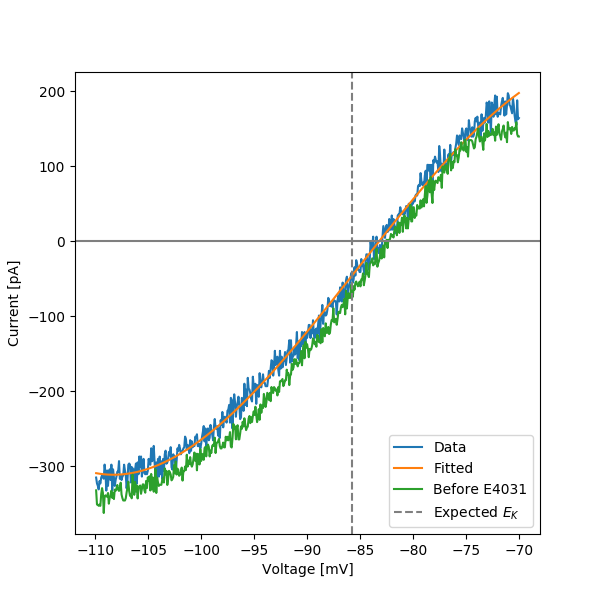 200
100
0
−100
−200
−300
Current [pA]
Data
Fitted
Before E4031
Expected E_K
−110 −105 −100 −95 −90 −85 −80 −75 −70
Voltage [mV]